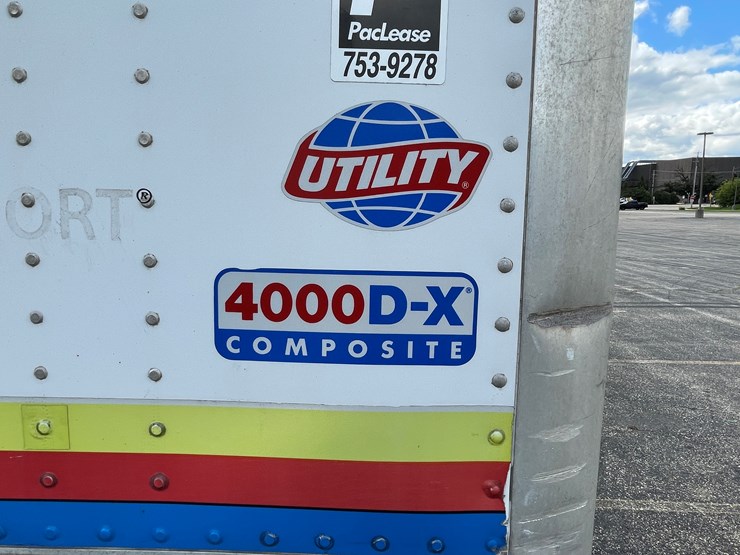 PacLease
753-9278
UTILITY®
ORT®
4000D-X®
COMPOSITE